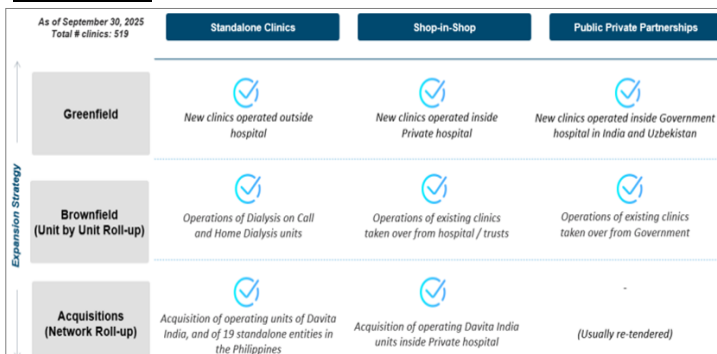 As of September 30, 2025
Total # clinics: 519
Standalone Clinics
Shop-in-Shop
Public Private Partnerships
Expansion Strategy
Greenfield
New clinics operated outside
hospital
New clinics operated inside
Private hospital
New clinics operated inside Government
hospital in India and Uzbekistan
Brownfield
(Unit by Unit Roll-up)
Operations of Dialysis on Call
and Home Dialysis units
Operations of existing clinics
taken over from hospital / trusts
Operations of existing clinics
taken over from Government
Acquisitions
(Network Roll-up)
Acquisition of operating units of Davita
India, and of 19 standalone entities in
the Philippines
Acquisition of operating Davita India
units inside Private hospital
-
(Usually re-tendered)